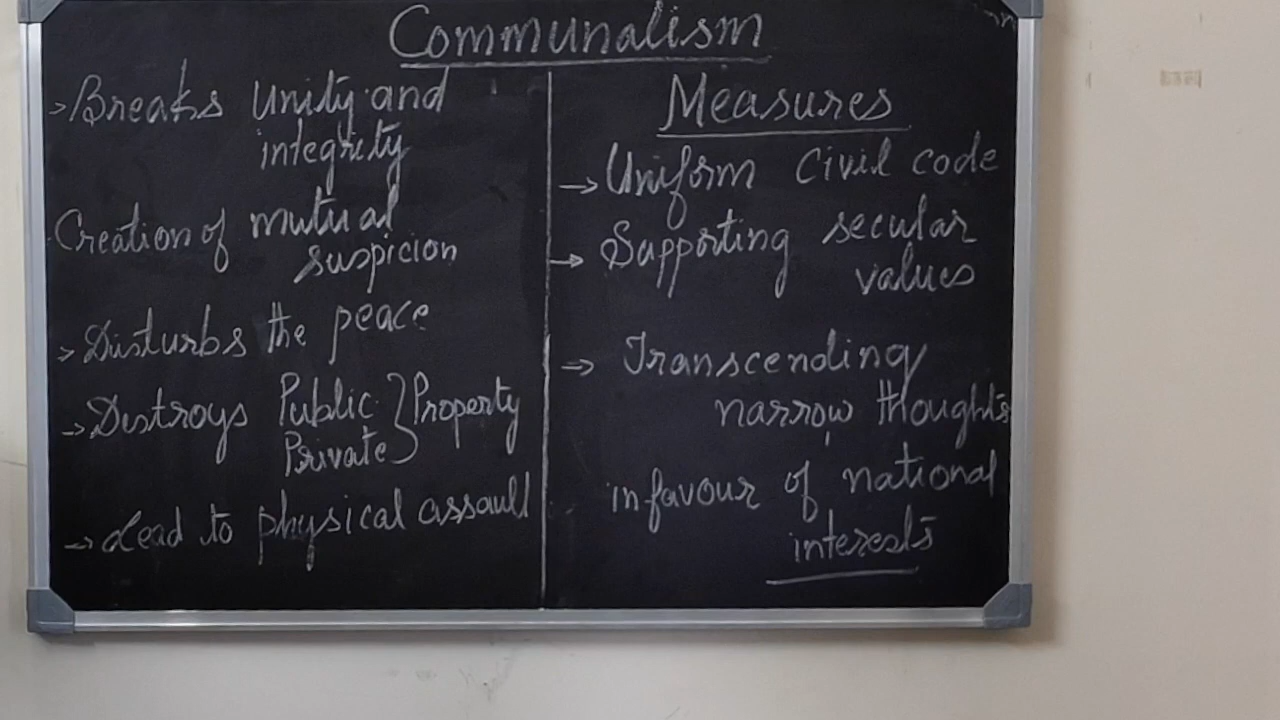 Communalism
→Breaks unity and
integrity
Creation of mutual
suspicion
→Disturbs the peace
→Destroys Public } Property
Private
→Lead to physical assault
Measures
→Uniform Civil code
→ Supporting secular
values
→ Transcending
narrow thoughts
in favour of national
interests